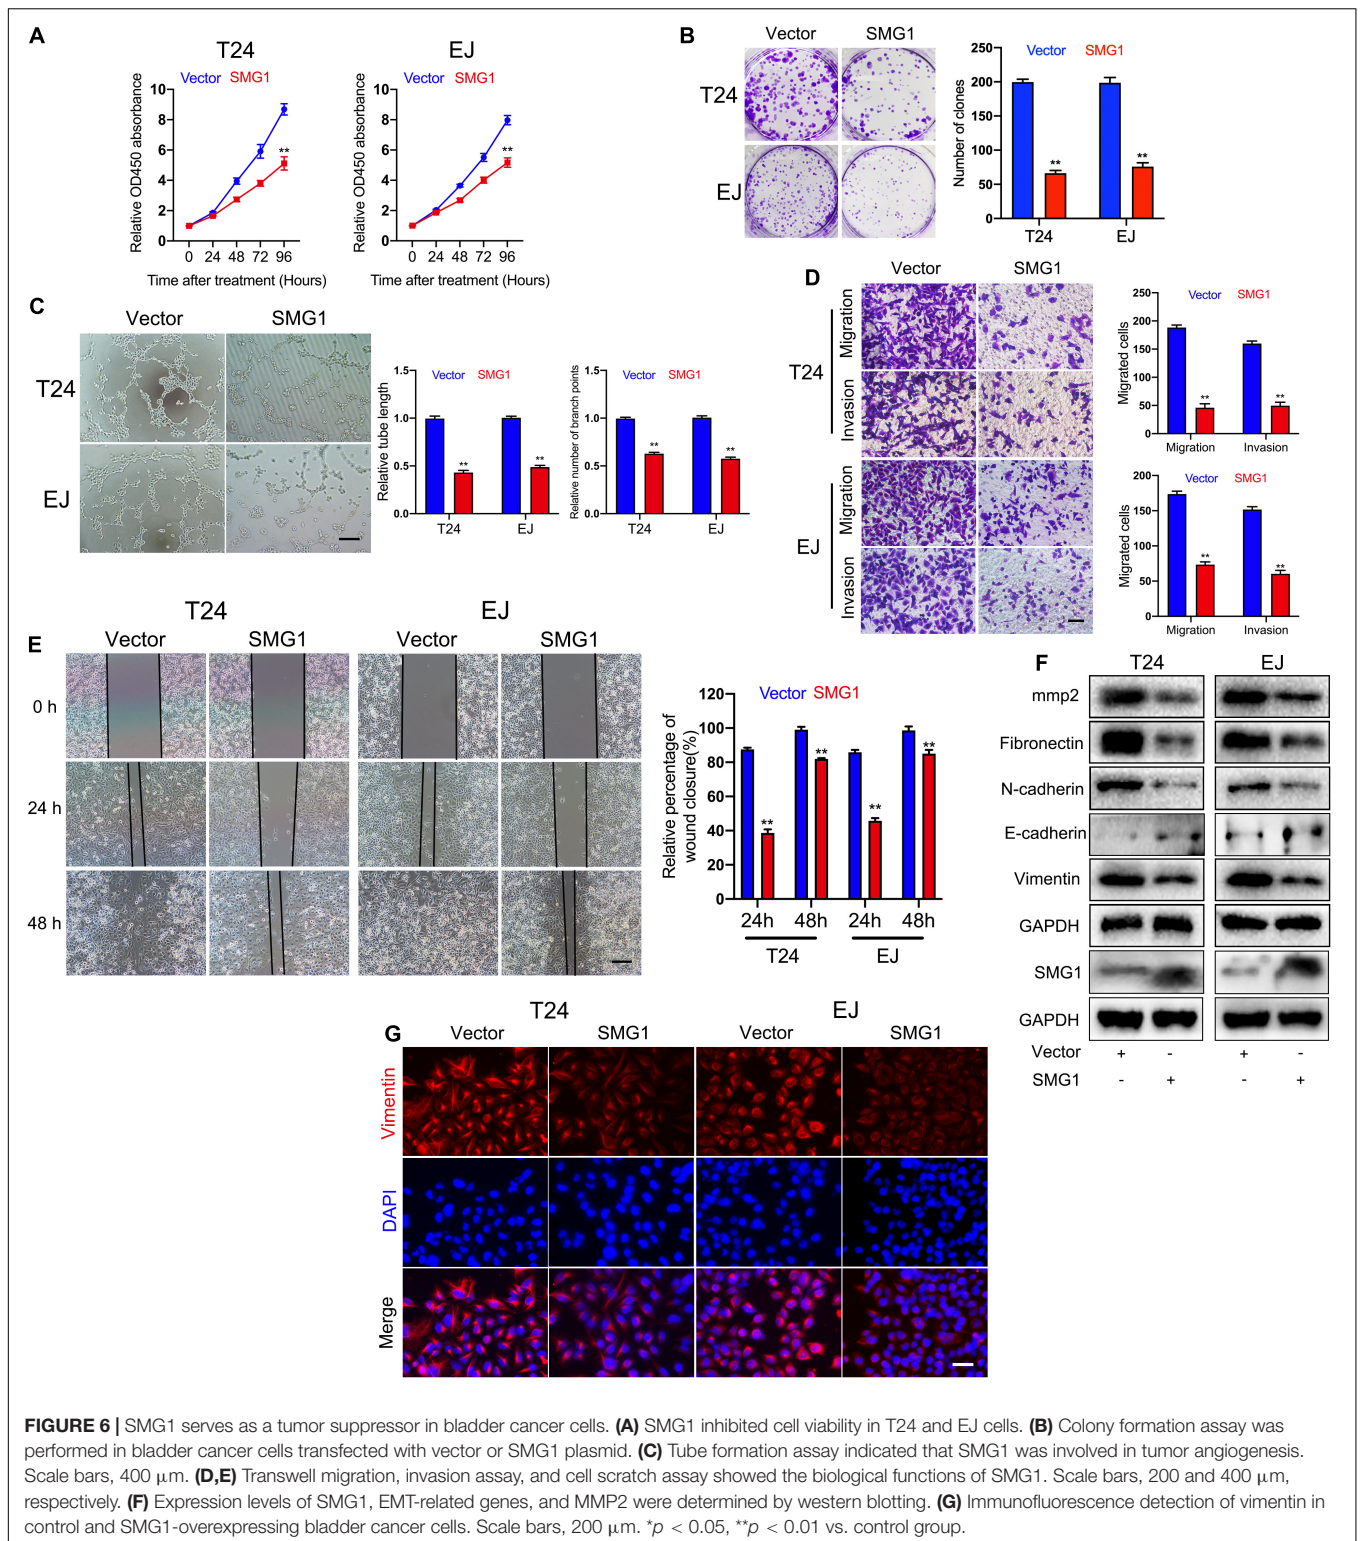 A
T24
EJ
Vector SMG1
Vector SMG1
Relative OD450 absorbance
10
8
6
4
2
0
**
0 24 48 72 96
Time after treatment (Hours)
Relative OD450 absorbance
10
8
6
4
2
0
**
0 24 48 72 96
Time after treatment (Hours)
B
Vector SMG1
T24
EJ
Number of clones
250
200
150
100
50
0
Vector SMG1
** **
T24 EJ
C
Vector SMG1
T24
EJ
Relative tube length
1.5
1.0
0.5
0.0
Vector SMG1
** **
T24 EJ
Relative number of branch points
1.5
1.0
0.5
0.0
Vector SMG1
** **
T24 EJ
D
Vector SMG1
T24
Migration
Invasion
EJ
Migration
Invasion
Migrated cells
250
200
150
100
50
0
Vector SMG1
** **
Migration Invasion
Migrated cells
200
150
100
50
0
Vector SMG1
** **
Migration Invasion
E
T24 EJ
Vector SMG1 Vector SMG1
0 h
24 h
48 h
Relative percentage of
wound closure(%)
120
100
80
60
40
20
0
Vector SMG1
** ** ** **
24h 48h 24h 48h
T24 EJ
F
T24 EJ
mmp2
Fibronectin
N-cadherin
E-cadherin
Vimentin
GAPDH
SMG1
GAPDH
Vector + - + -
SMG1 - + - +
G
T24 EJ
Vector SMG1 Vector SMG1
Vimentin
DAPI
Merge
FIGURE 6 | SMG1 serves as a tumor suppressor in bladder cancer cells. (A) SMG1 inhibited cell viability in T24 and EJ cells. (B) Colony formation assay was
performed in bladder cancer cells transfected with vector or SMG1 plasmid. (C) Tube formation assay indicated that SMG1 was involved in tumor angiogenesis.
Scale bars, 400 μm. (D,E) Transwell migration, invasion assay, and cell scratch assay showed the biological functions of SMG1. Scale bars, 200 and 400 μm,
respectively. (F) Expression levels of SMG1, EMT-related genes, and MMP2 were determined by western blotting. (G) Immunofluorescence detection of vimentin in
control and SMG1-overexpressing bladder cancer cells. Scale bars, 200 μm. *p < 0.05, **p < 0.01 vs. control group.